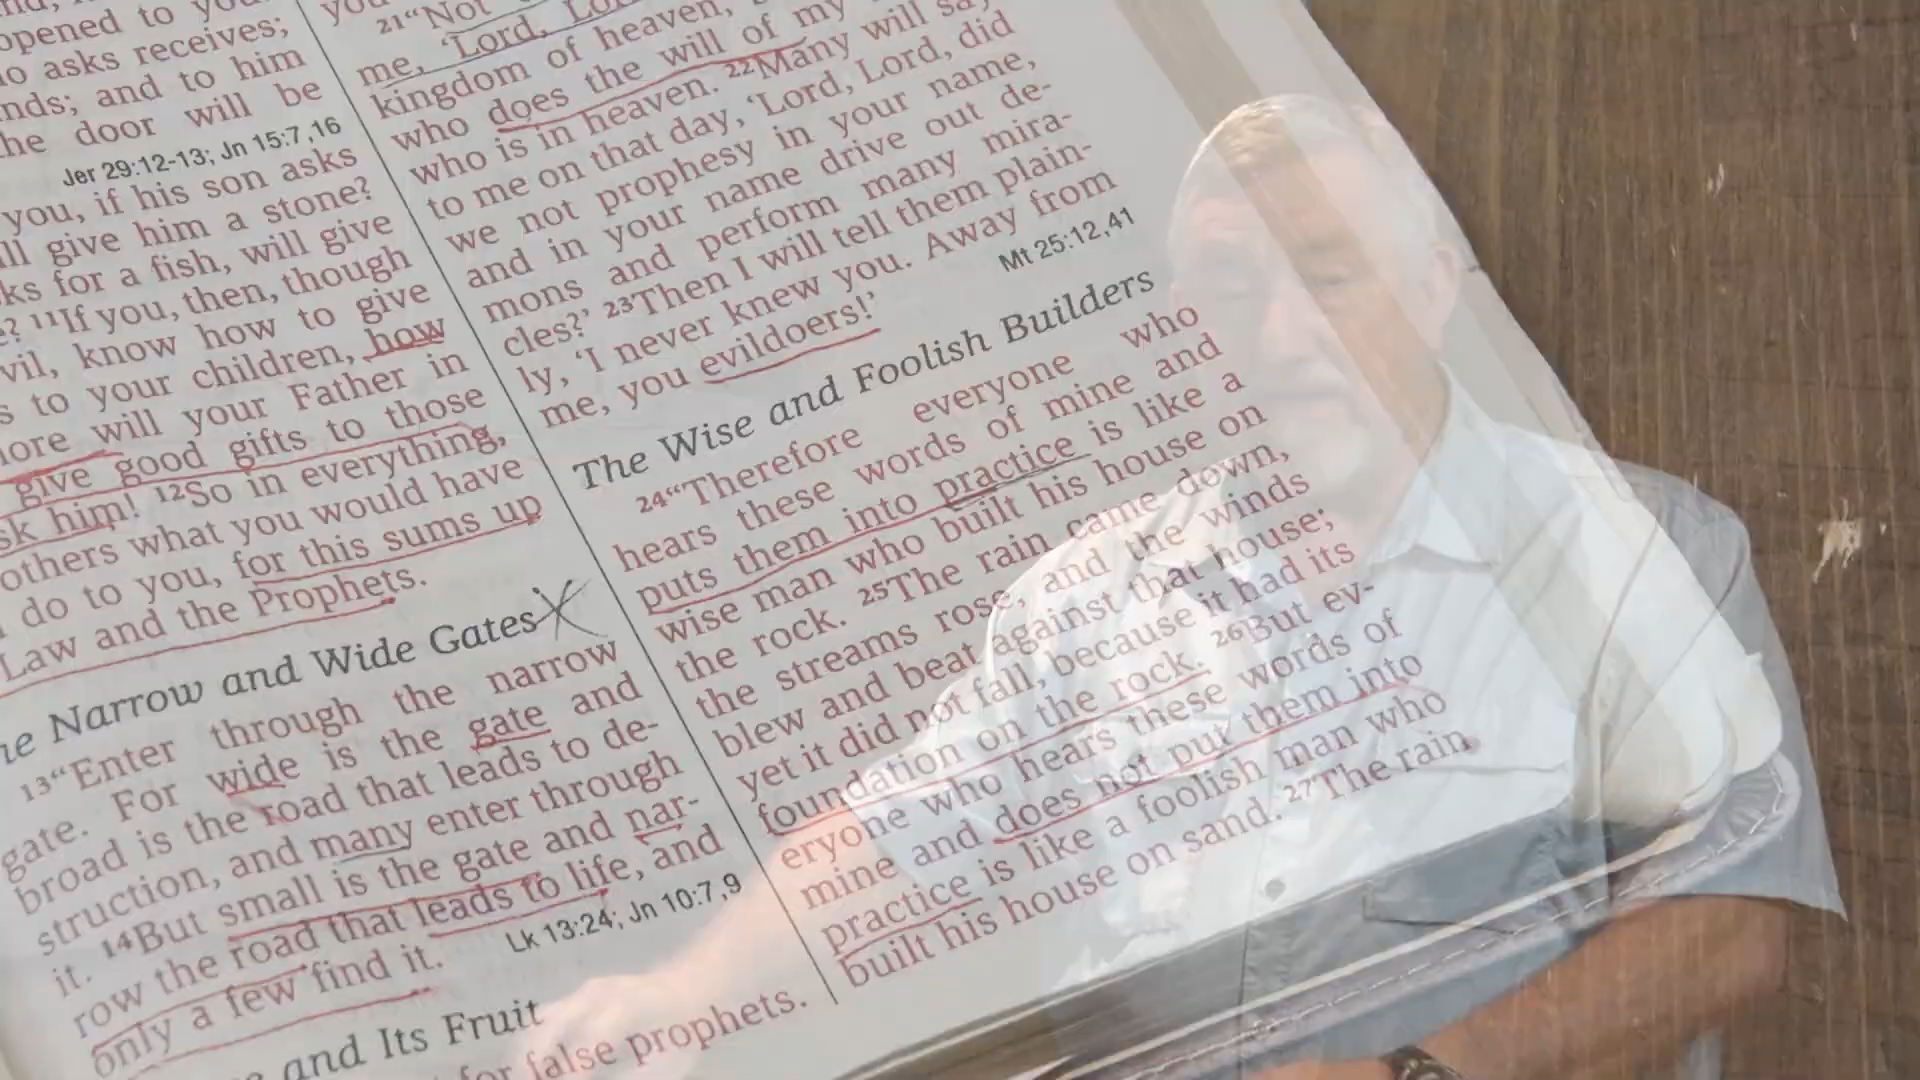 opened to you
asks receives;
and to him
door will be
Jer 29:12-13; Jn 15:7,16
you, if his son asks
give him a stone?
for a fish, will give
¹¹If you, then, though
know how to give
to your children, how
will your Father in
give good gifts to those
him! ¹²So in everything,
others what you would have
do to you, for this sums up
Law and the Prophets.
Narrow and Wide Gates
¹³“Enter through the narrow
gate. For wide is the gate and
broad is the road that leads to de-
struction, and many enter through
it. ¹⁴But small is the gate and nar-
row the road that leads to life, and
only a few find it.
Lk 13:24; Jn 10:7,9
and Its Fruit
for false prophets.
²¹“Not
me, ‘Lord,
kingdom of heaven,
who does the will of my
who is in heaven. ²²Many will say
to me on that day, ‘Lord, Lord, did
we not prophesy in your name,
and in your name drive out de-
mons and perform many mira-
cles?’ ²³Then I will tell them plain-
ly, ‘I never knew you. Away from
me, you evildoers!’
Mt 25:12,41
The Wise and Foolish Builders
²⁴“Therefore everyone who
hears these words of mine and
puts them into practice is like a
wise man who built his house on
the rock. ²⁵The rain came down,
the streams rose, and the winds
blew and beat against that house;
yet it did not fall, because it had its
foundation on the rock. ²⁶But ev-
eryone who hears these words of
mine and does not put them into
practice is like a foolish man who
built his house on sand. ²⁷The rain